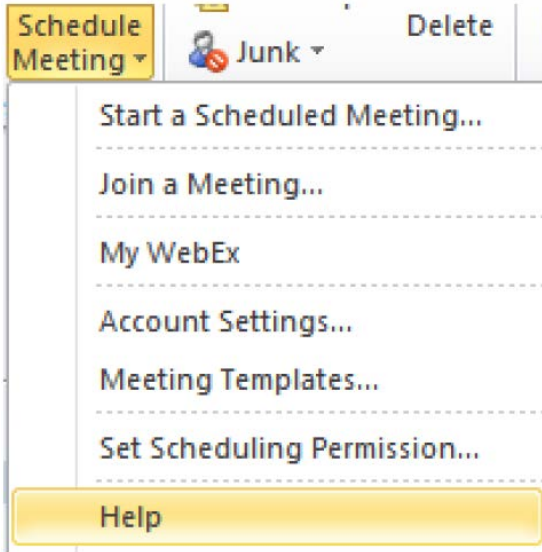 Schedule
Meeting
Junk
Delete
Start a Scheduled Meeting...
Join a Meeting...
My WebEx
Account Settings...
Meeting Templates...
Set Scheduling Permission...
Help